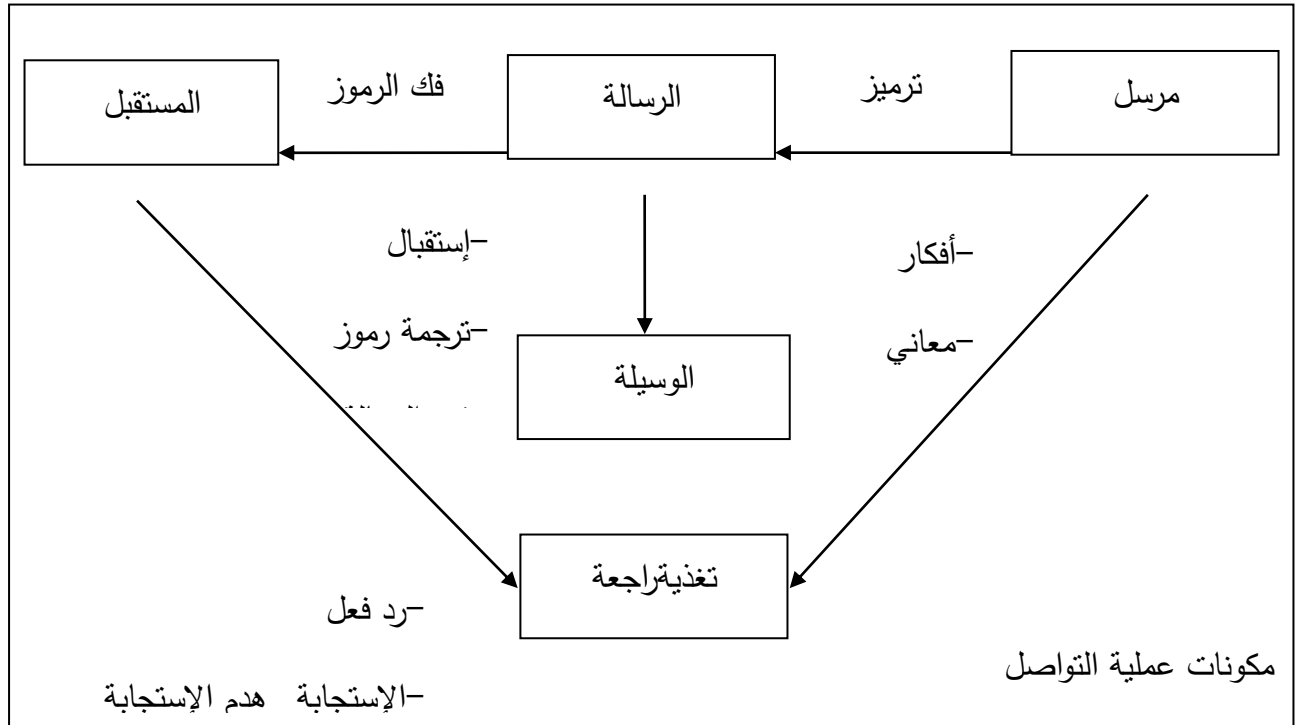 مرسل
ترميز
الرسالة
فك الرموز
المستقبل
-أفكار
-إستقبال
-معاني
-ترجمة رموز
الوسيلة
تغذيةراجعة
-رد فعل
مكونات عملية التواصل
-الإستجابة هدم الإستجابة